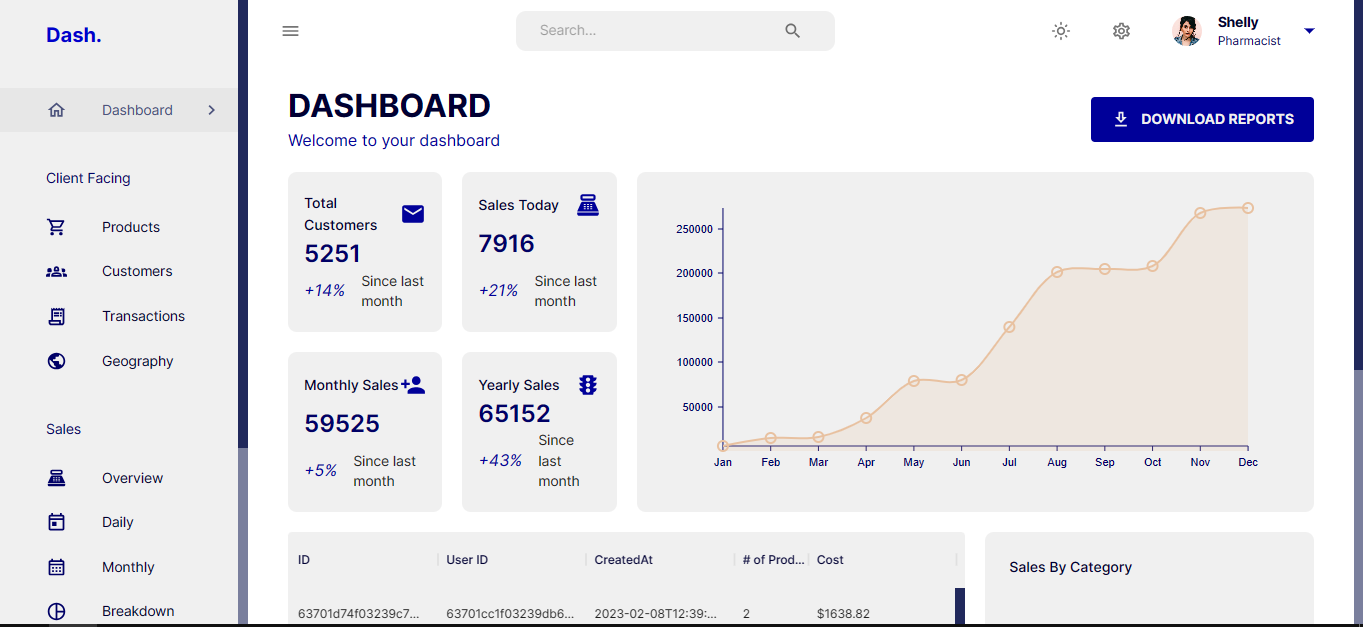 Dash.
Dashboard
Client Facing
Products
Customers
Transactions
Geography
Sales
Overview
Daily
Monthly
Breakdown
Search...
Shelly
Pharmacist
DASHBOARD
Welcome to your dashboard
DOWNLOAD REPORTS
Total
Customers
5251
+14%
Since last
month
Sales Today
7916
+21%
Since last
month
Monthly Sales
59525
+5%
Since last
month
Yearly Sales
65152
+43%
Since
last
month
250000
200000
150000
100000
50000
Jan Feb Mar Apr May Jun Jul Aug Sep Oct Nov Dec
ID User ID CreatedAt # of Prod... Cost
63701d74f03239c7... 63701cc1f03239db6... 2023-02-08T12:39:... 2 $1638.82
Sales By Category